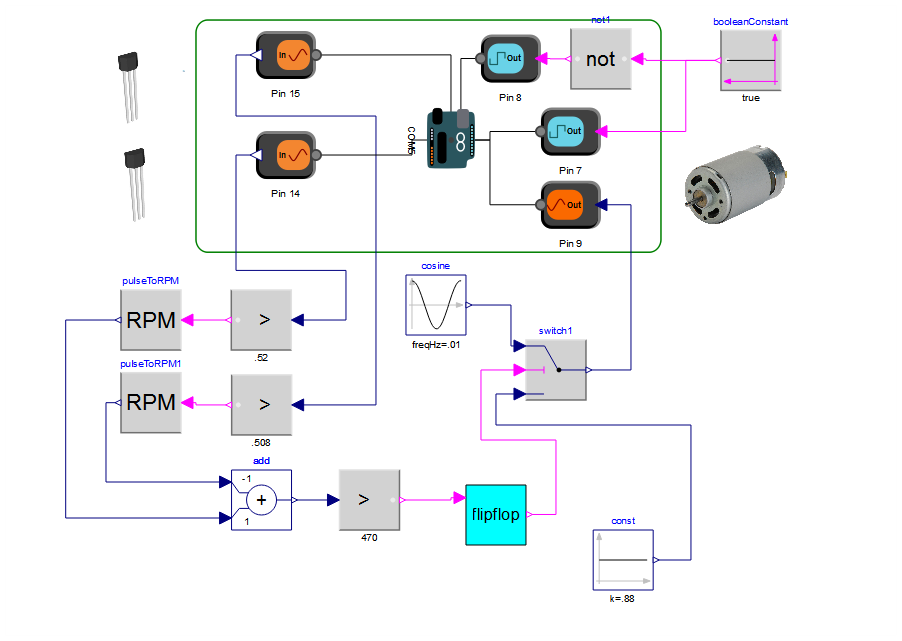 not1
booleanConstant
In
Out
not
Pin 15
Pin 8
true
COM5
In
Out
Pin 14
Pin 7
Out
Pin 9
cosine
pulseToRPM
RPM
>
freqHz=.01
switch1
.52
pulseToRPM1
RPM
>
.508
add
-1
+
1
>
flipflop
470
const
k=.88